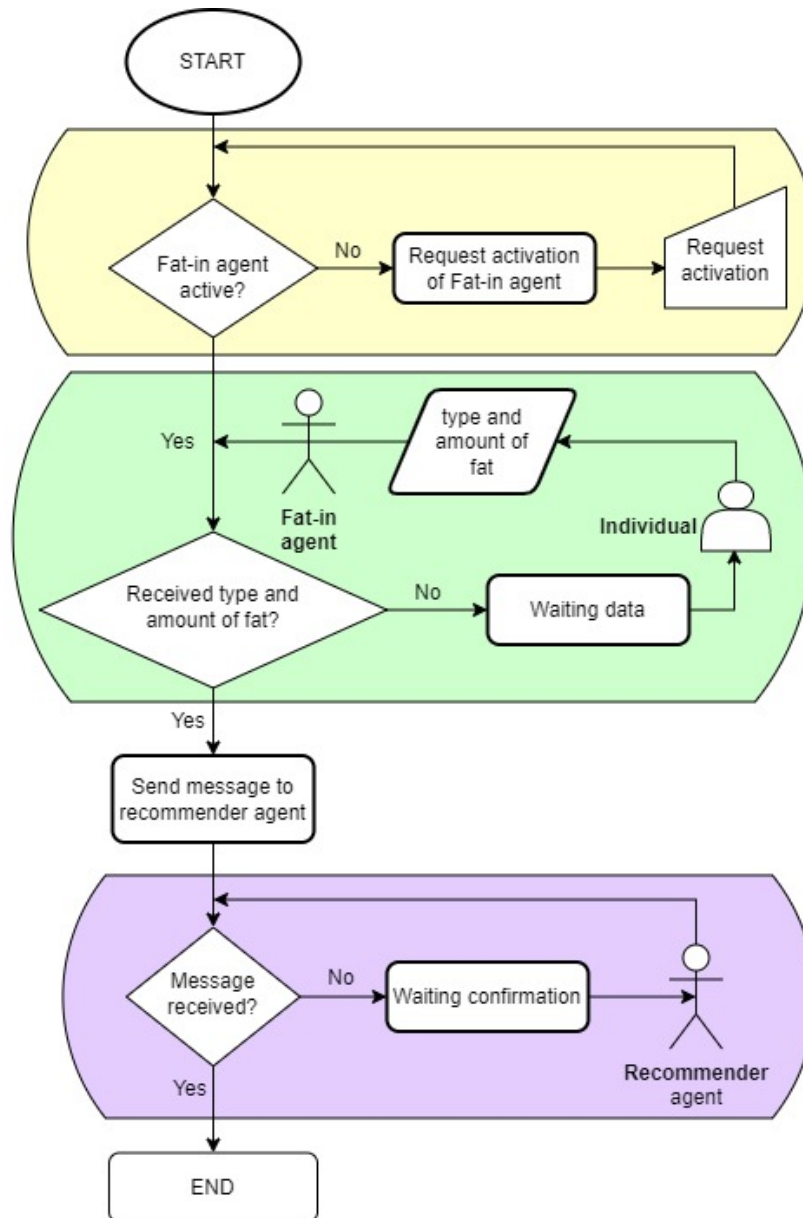 START
Fat-in agent
active?
No
Request activation
of Fat-in agent
Request
activation
Yes
Fat-in
agent
type and
amount of
fat
Individual
Received type and
amount of fat?
No
Waiting data
Yes
Send message to
recommender agent
Message
received?
No
Waiting confirmation
Recommender
agent
Yes
END